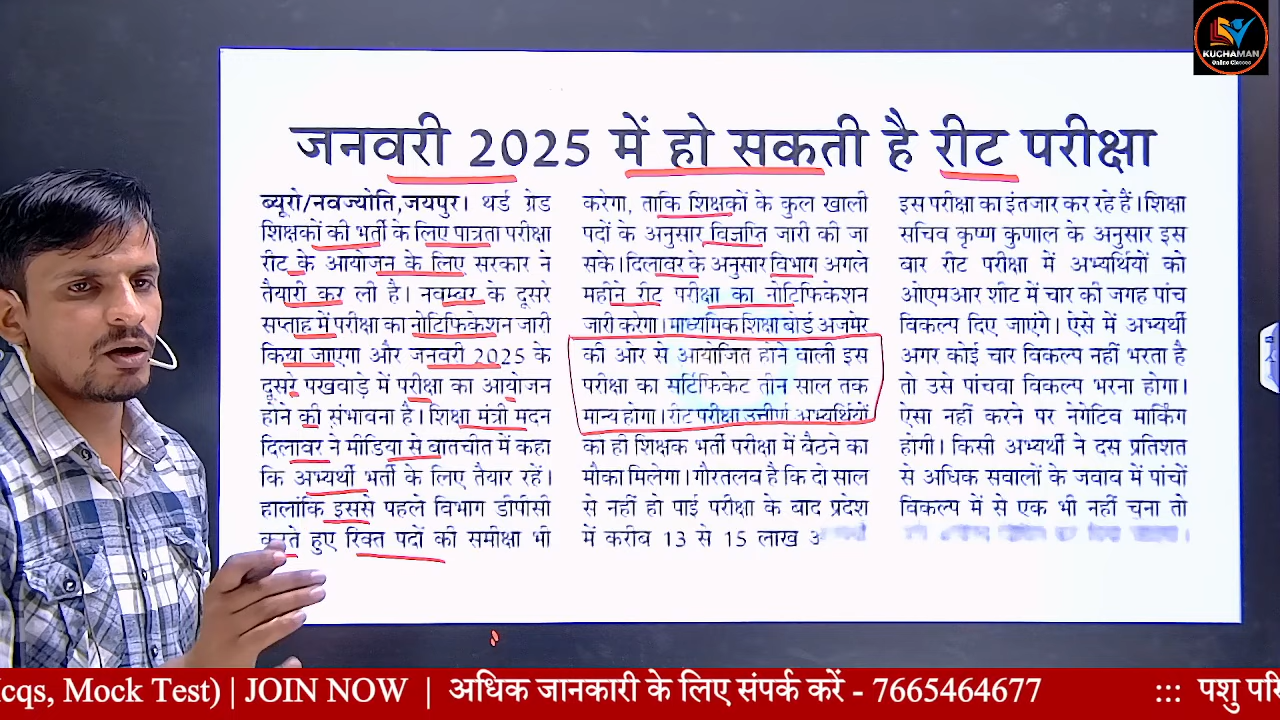 KUCHAMAN
Online Classes
जनवरी 2025 में हो सकती है रीट परीक्षा
ब्यूरो/नवज्योति,जयपुर। थर्ड ग्रेड
शिक्षकों की भर्ती के लिए पात्रता परीक्षा
रीट के आयोजन के लिए सरकार ने
तैयारी कर ली है। नवम्बर के दूसरे
सप्ताह में परीक्षा का नोटिफिकेशन जारी
किया जाएगा और जनवरी 2025 के
दूसरे पखवाड़े में परीक्षा का आयोजन
होने की संभावना है। शिक्षा मंत्री मदन
दिलावर ने मीडिया से बातचीत में कहा
कि अभ्यर्थी भर्ती के लिए तैयार रहें।
हालांकि इससे पहले विभाग डीपीसी
करते हुए रिक्त पदों की समीक्षा भी
करेगा, ताकि शिक्षकों के कुल खाली
पदों के अनुसार विज्ञप्ति जारी की जा
सके। दिलावर के अनुसार विभाग अगले
महीने रीट परीक्षा का नोटिफिकेशन
जारी करेगा। माध्यमिक शिक्षा बोर्ड अजमेर
की ओर से आयोजित होने वाली इस
परीक्षा का सर्टिफिकेट तीन साल तक
मान्य होगा। रीट परीक्षा उत्तीर्ण अभ्यर्थियों
को ही शिक्षक भर्ती परीक्षा में बैठने का
मौका मिलेगा। गौरतलब है कि दो साल
से नहीं हो पाई परीक्षा के बाद प्रदेश
में करीब 13 से 15 लाख
इस परीक्षा का इंतजार कर रहे हैं। शिक्षा
सचिव कृष्ण कुणाल के अनुसार इस
बार रीट परीक्षा में अभ्यर्थियों को
ओएमआर शीट में चार की जगह पांच
विकल्प दिए जाएंगे। ऐसे में अभ्यर्थी
अगर कोई चार विकल्प नहीं भरता है
तो उसे पांचवा विकल्प भरना होगा।
ऐसा नहीं करने पर नेगेटिव मार्किंग
होगी। किसी अभ्यर्थी ने दस प्रतिशत
से अधिक सवालों के जवाब में पांचों
विकल्प में से एक भी नहीं चुना तो
cqs, Mock Test) | JOIN NOW | अधिक जानकारी के लिए संपर्क करें - 7665464677 ::: पशु